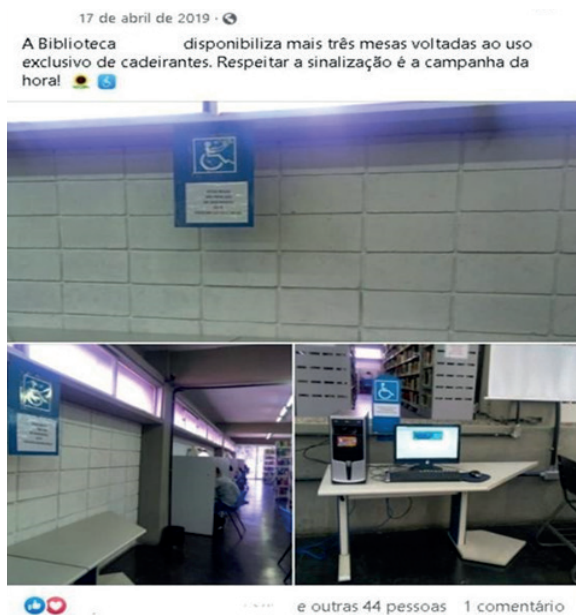 17 de abril de 2019 ·
A Biblioteca disponibiliza mais três mesas voltadas ao uso
exclusivo de cadeirantes. Respeitar a sinalização é a campanha da
hora! 🌻 ♿
e outras 44 pessoas 1 comentário